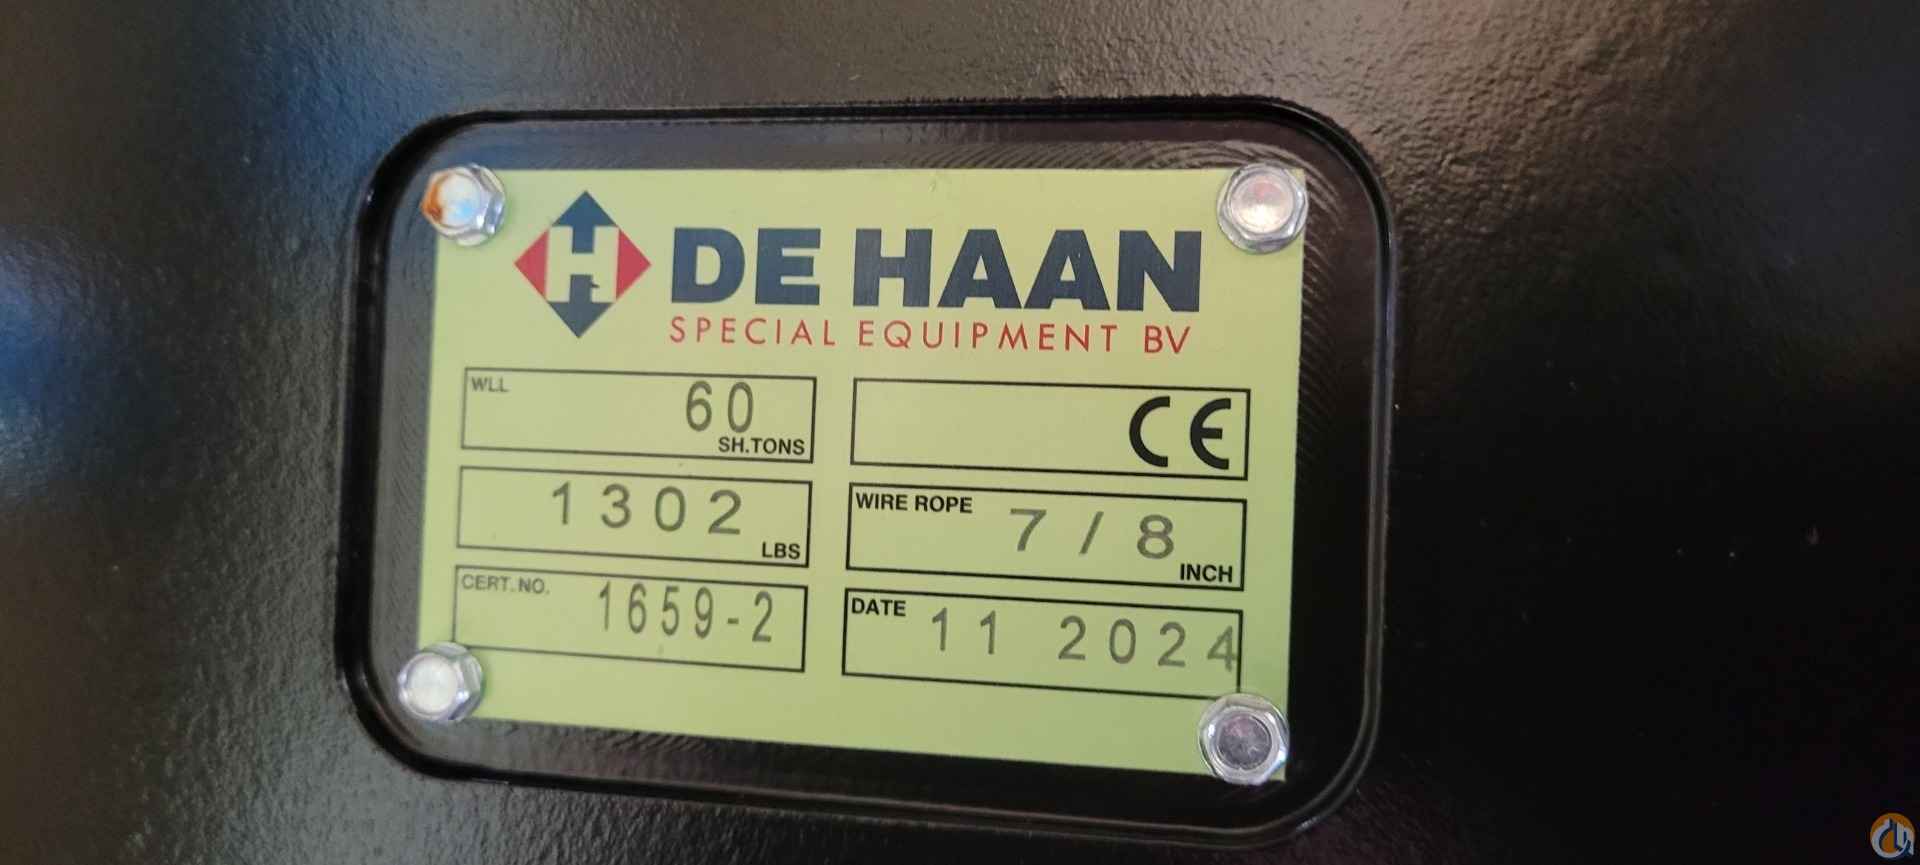 H DE HAAN
SPECIAL EQUIPMENT BV
WLL 60 SH.TONS
CE
1302 LBS
WIRE ROPE 7/8 INCH
CERT.NO. 1659-2
DATE 11 2024